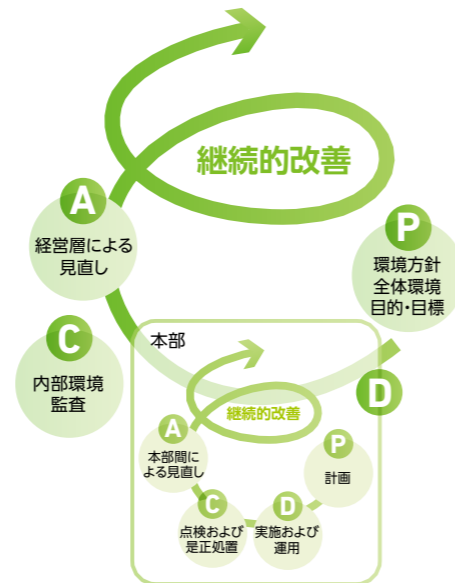 継続的改善
A
経営層による
見直し
P
環境方針
全体環境
目的・目標
C
内部環境
監査
D
本部
継続的改善
A
本部間に
よる見直し
P
計画
C
点検および
是正処置
D
実施および
運用